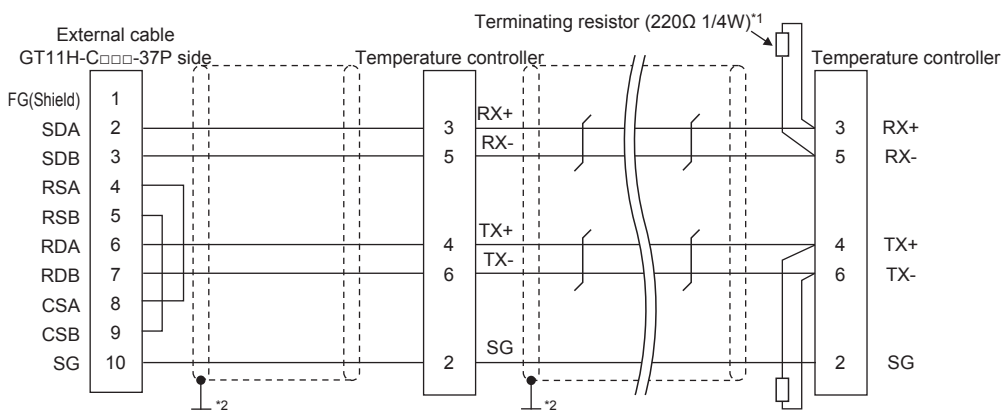 Terminating resistor (220Ω 1/4W)*1
External cable
GT11H-C□□□-37P side
Temperature controller
Temperature controller
FG(Shield) 1
SDA 2 3 RX+ 3 RX+
SDB 3 5 RX- 5 RX-
RSA 4
RSB 5
RDA 6 4 TX+ 4 TX+
RDB 7 6 TX- 6 TX-
CSA 8
CSB 9
SG 10 2 SG 2 SG
*2 *2